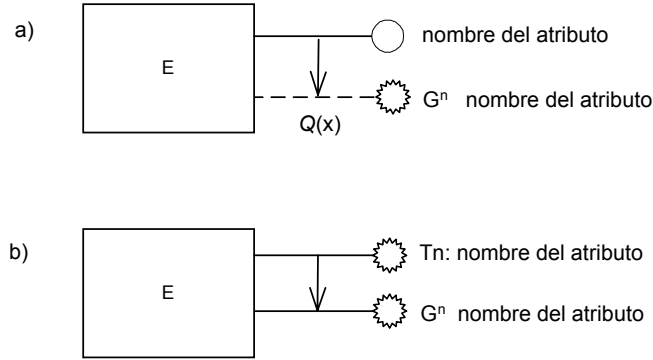 a)
E
nombre del atributo
Gⁿ nombre del atributo
Q(x)
b)
E
Tn: nombre del atributo
Gⁿ nombre del atributo